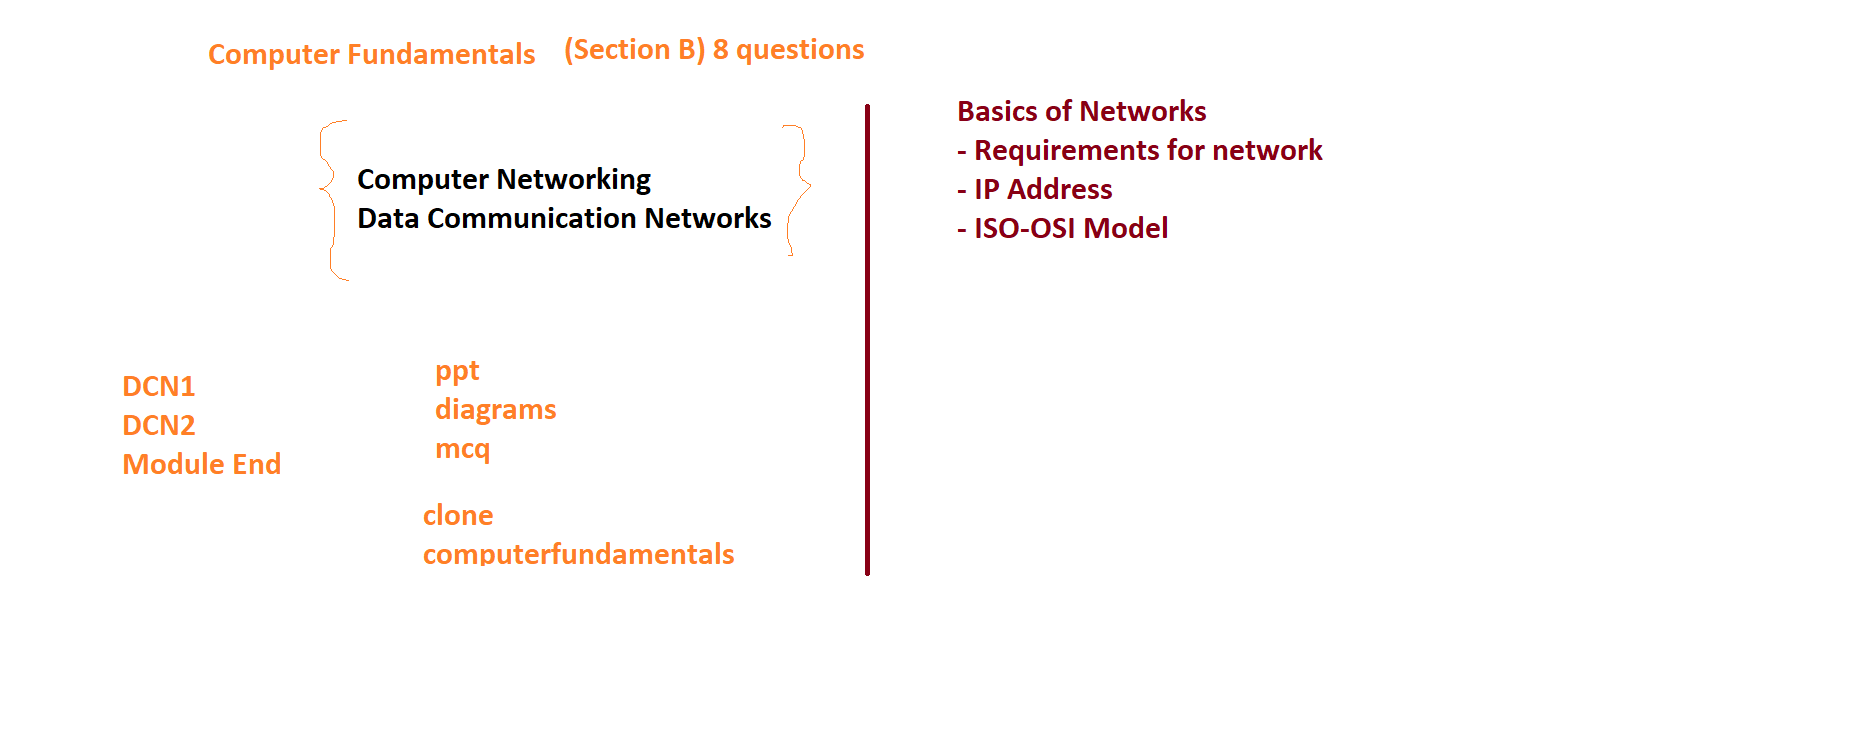 Computer Fundamentals (Section B) 8 questions
Computer Networking
Data Communication Networks
DCN1
DCN2
Module End
ppt
diagrams
mcq
clone
computerfundamentals
Basics of Networks
- Requirements for network
- IP Address
- ISO-OSI Model